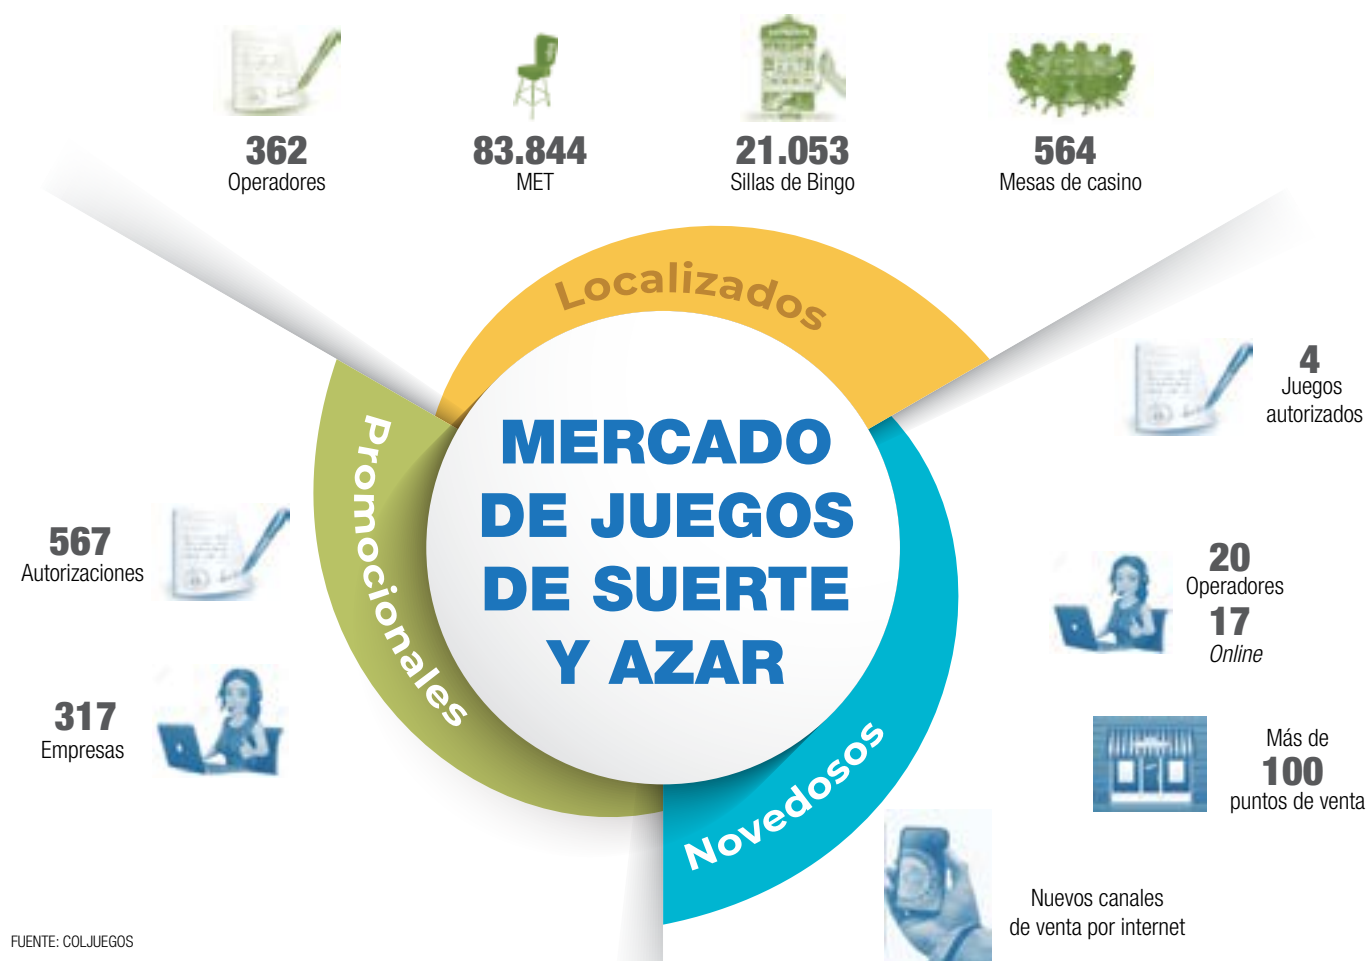 362
Operadores
83.844
MET
21.053
Sillas de Bingo
564
Mesas de casino
Localizados
Promocionales
Novedosos
MERCADO
DE JUEGOS
DE SUERTE
Y AZAR
567
Autorizaciones
317
Empresas
4
Juegos
autorizados
20
Operadores
17
Online
Más de
100
puntos de venta
Nuevos canales
de venta por internet
FUENTE: COLJUEGOS